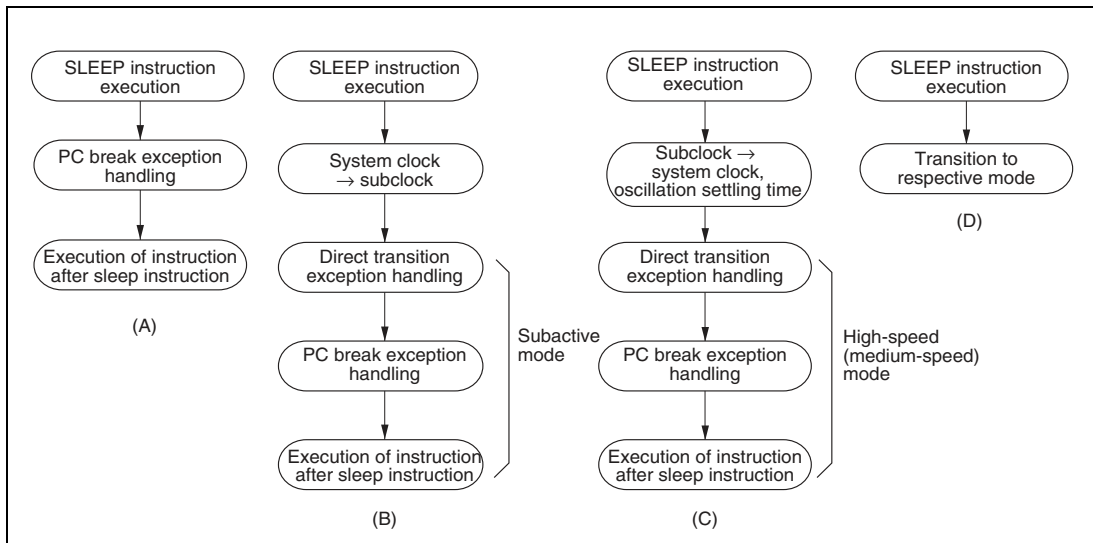 SLEEP instruction
execution
PC break exception
handling
Execution of instruction
after sleep instruction
(A)
SLEEP instruction
execution
System clock
→ subclock
Direct transition
exception handling
PC break exception
handling
Execution of instruction
after sleep instruction
Subactive
mode
(B)
SLEEP instruction
execution
Subclock →
system clock,
oscillation settling time
Direct transition
exception handling
PC break exception
handling
Execution of instruction
after sleep instruction
High-speed
(medium-speed)
mode
(C)
SLEEP instruction
execution
Transition to
respective mode
(D)